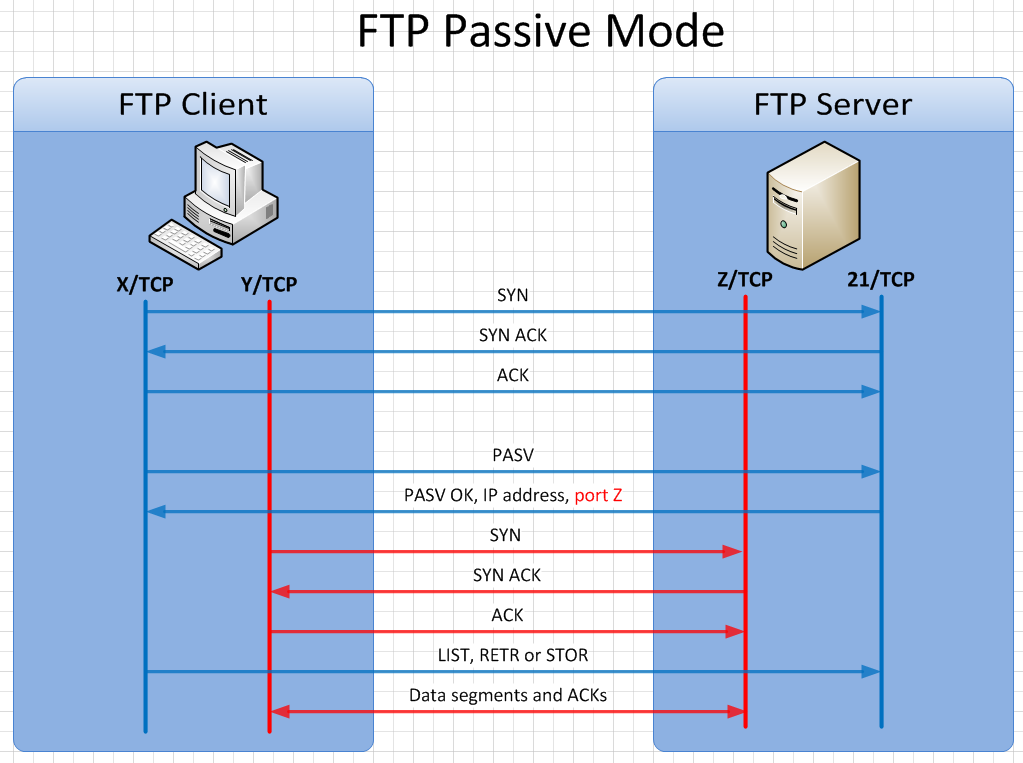 FTP Passive Mode
FTP Client
FTP Server
X/TCP
Y/TCP
Z/TCP
21/TCP
SYN
SYN ACK
ACK
PASV
PASV OK, IP address, port Z
SYN
SYN ACK
ACK
LIST, RETR or STOR
Data segments and ACKs